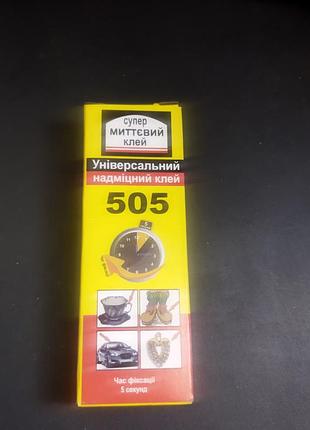 супер
МИТТЄВИЙ
клей
Універсальний
надміцний клей
505
Час фіксації
5 секунд